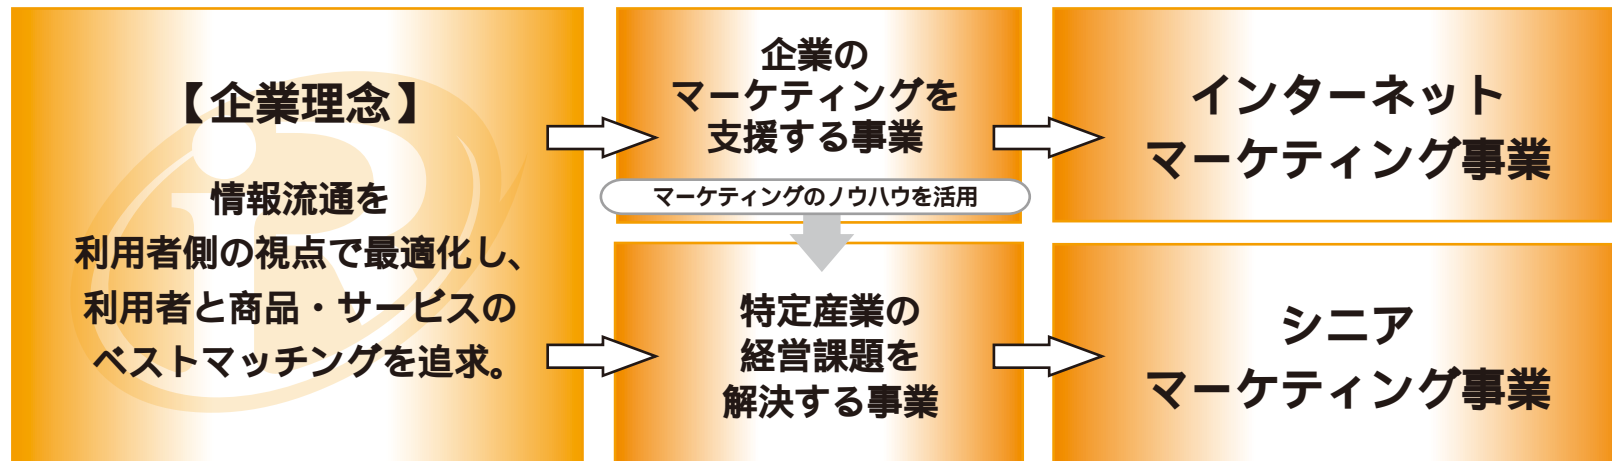 【企業理念】
情報流通を
利用者側の視点で最適化し、
利用者と商品・サービスの
ベストマッチングを追求。
企業の
マーケティングを
支援する事業
マーケティングのノウハウを活用
特定産業の
経営課題を
解決する事業
インターネット
マーケティング事業
シニア
マーケティング事業
iR